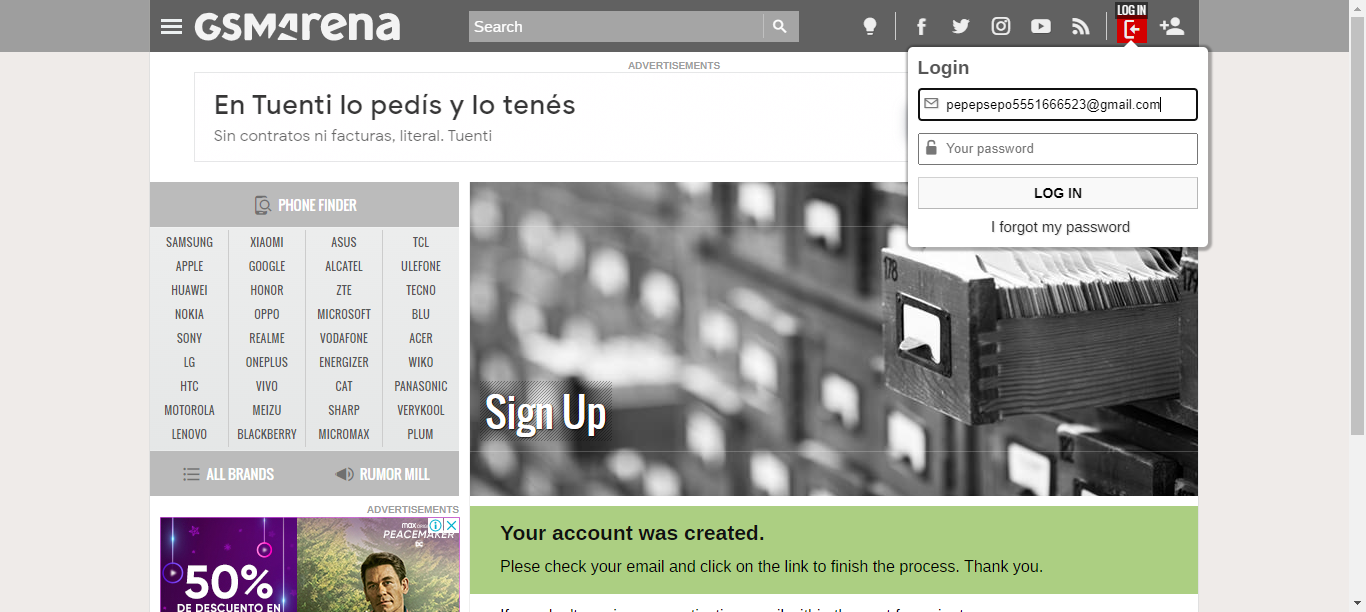 GSMArena
Search
LOG IN
ADVERTISEMENTS
En Tuenti lo pedís y lo tenés
Sin contratos ni facturas, literal. Tuenti
Login
pepepsepo5551666523@gmail.com
Your password
LOG IN
I forgot my password
PHONE FINDER
SAMSUNG XIAOMI ASUS TCL
APPLE GOOGLE ALCATEL ULEFONE
HUAWEI HONOR ZTE TECNO
NOKIA OPPO MICROSOFT BLU
SONY REALME VODAFONE ACER
LG ONEPLUS ENERGIZER WIKO
HTC VIVO CAT PANASONIC
MOTOROLA MEIZU SHARP VERYKOOL
LENOVO BLACKBERRY MICROMAX PLUM
ALL BRANDS RUMOR MILL
178
Sign Up
ADVERTISEMENTS
max
PEACEMAKER
DC
50%
DE DESCUENTO EN
Your account was created.
Plese check your email and click on the link to finish the process. Thank you.